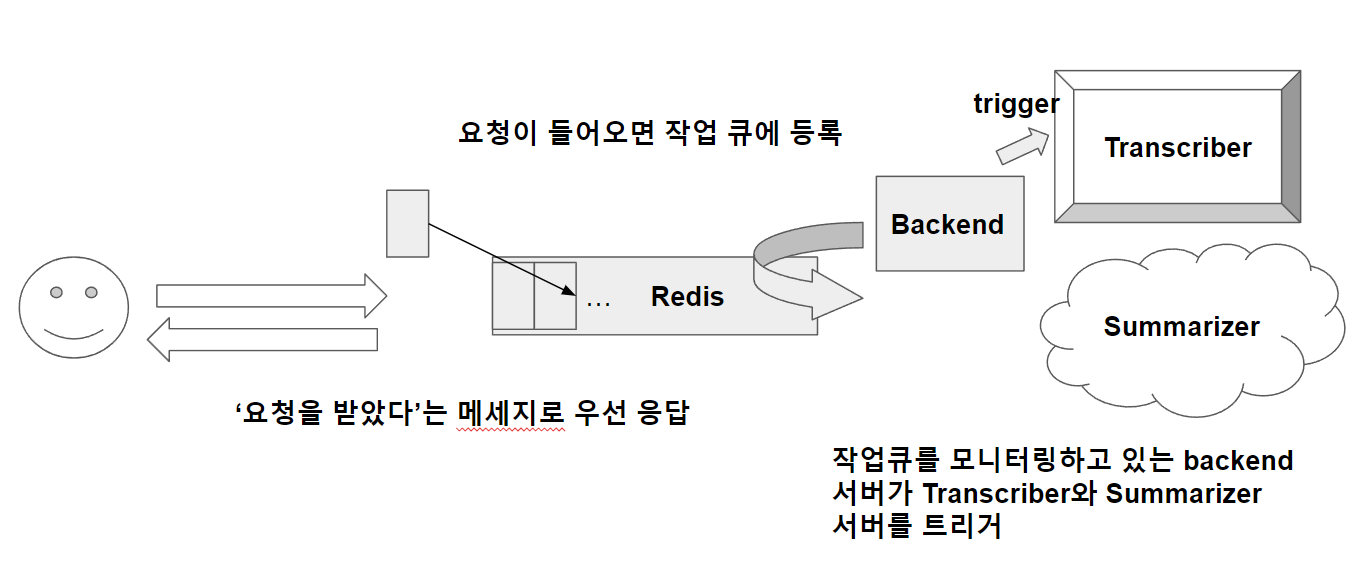 요청이 들어오면 작업 큐에 등록
trigger
Transcriber
Backend
... Redis
Summarizer
‘요청을 받았다’는 메세지로 우선 응답
작업큐를 모니터링하고 있는 backend
서버가 Transcriber와 Summarizer
서버를 트리거